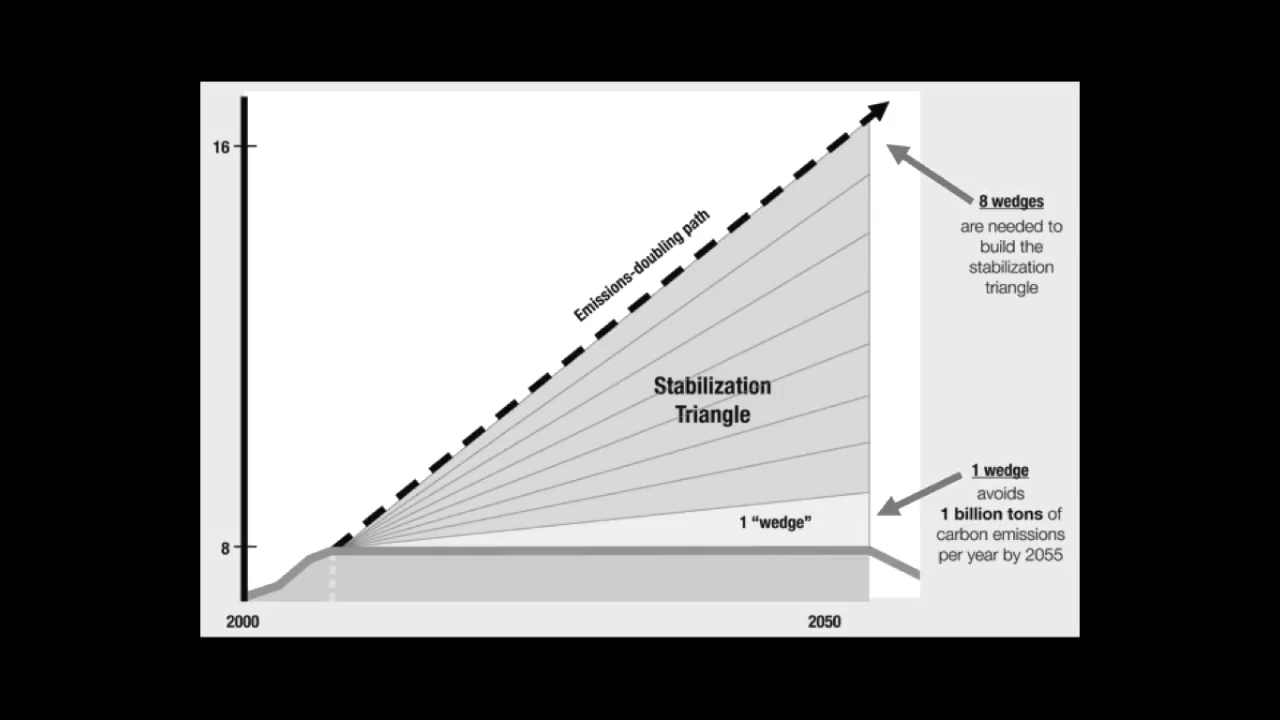 16
8
2000
2050
Emissions-doubling path
Stabilization
Triangle
1 “wedge”
8 wedges
are needed to
build the
stabilization
triangle
1 wedge
avoids
1 billion tons of
carbon emissions
per year by 2055